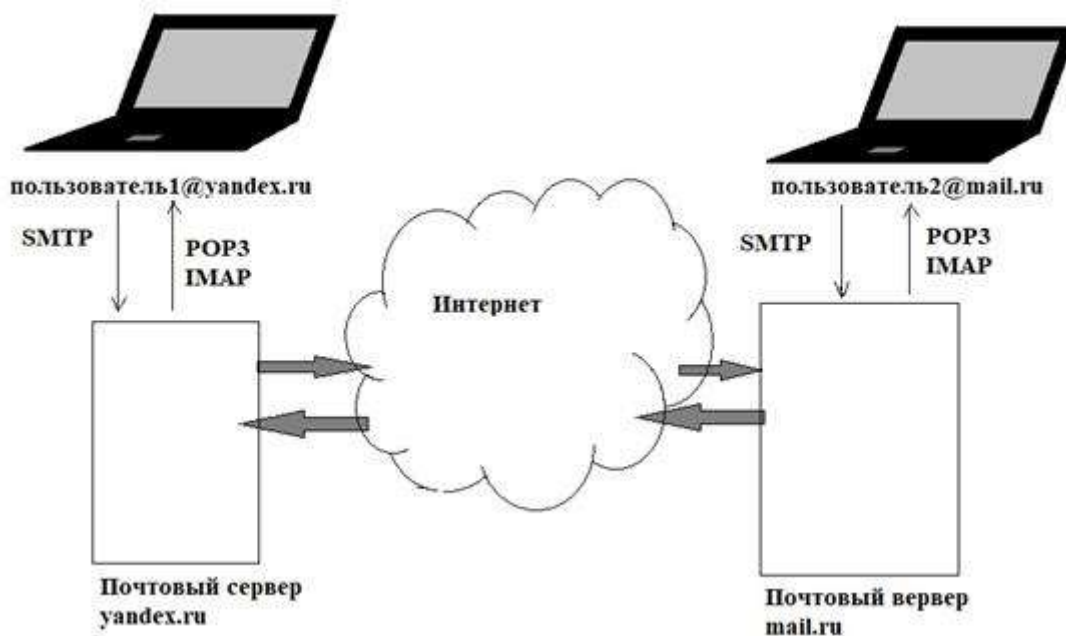 пользователь1@yandex.ru
пользователь2@mail.ru
SMTP
POP3
IMAP
SMTP
POP3
IMAP
Интернет
Почтовый сервер
yandex.ru
Почтовый вервер
mail.ru